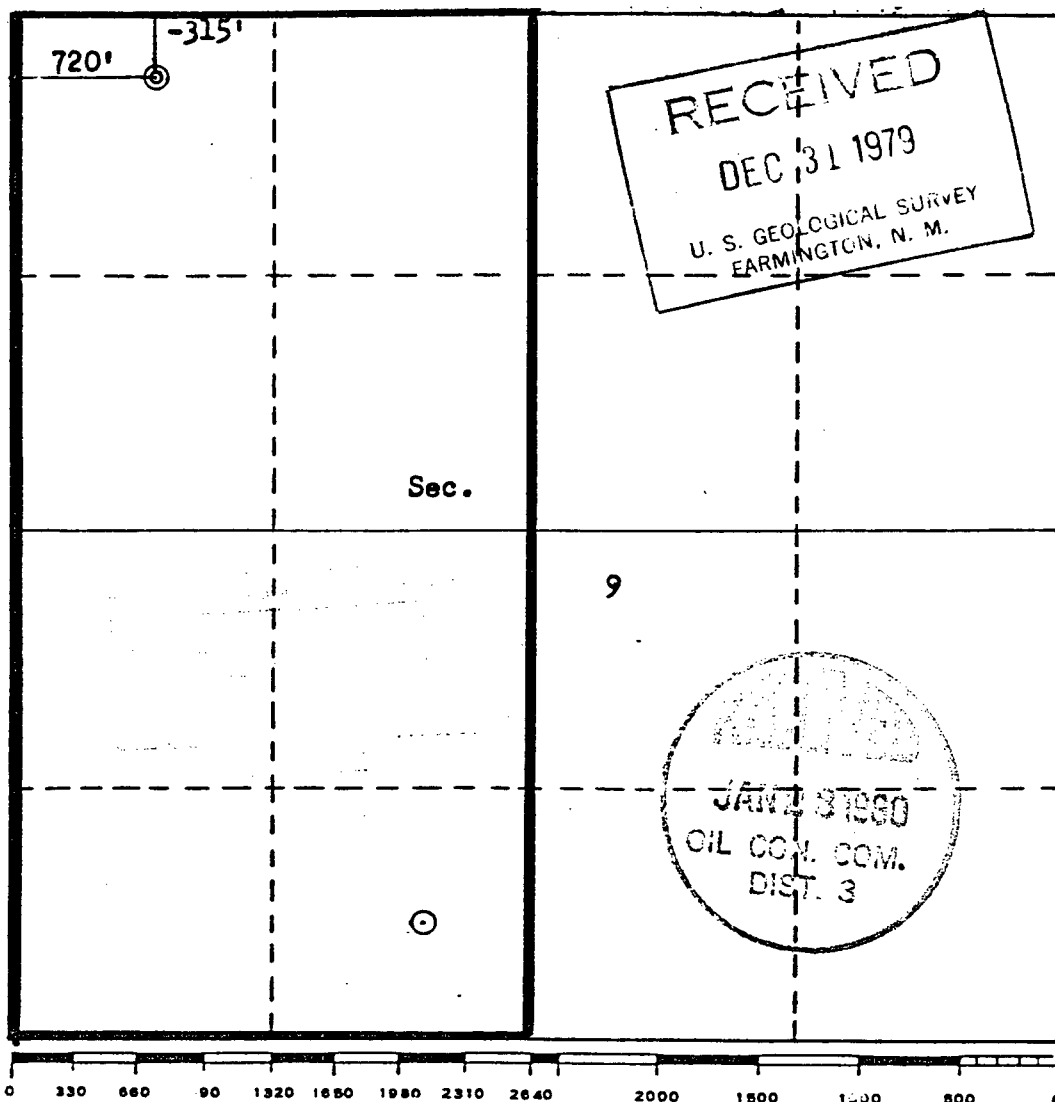 -315'
720'
RECEIVED
DEC 31 1979
U. S. GEOLOGICAL SURVEY
FARMINGTON, N. M.
Sec.
9
OIL CON. COM.
DIST. 3
0 330 660 90 1320 1650 1980 2310 2640 2000 1500 500